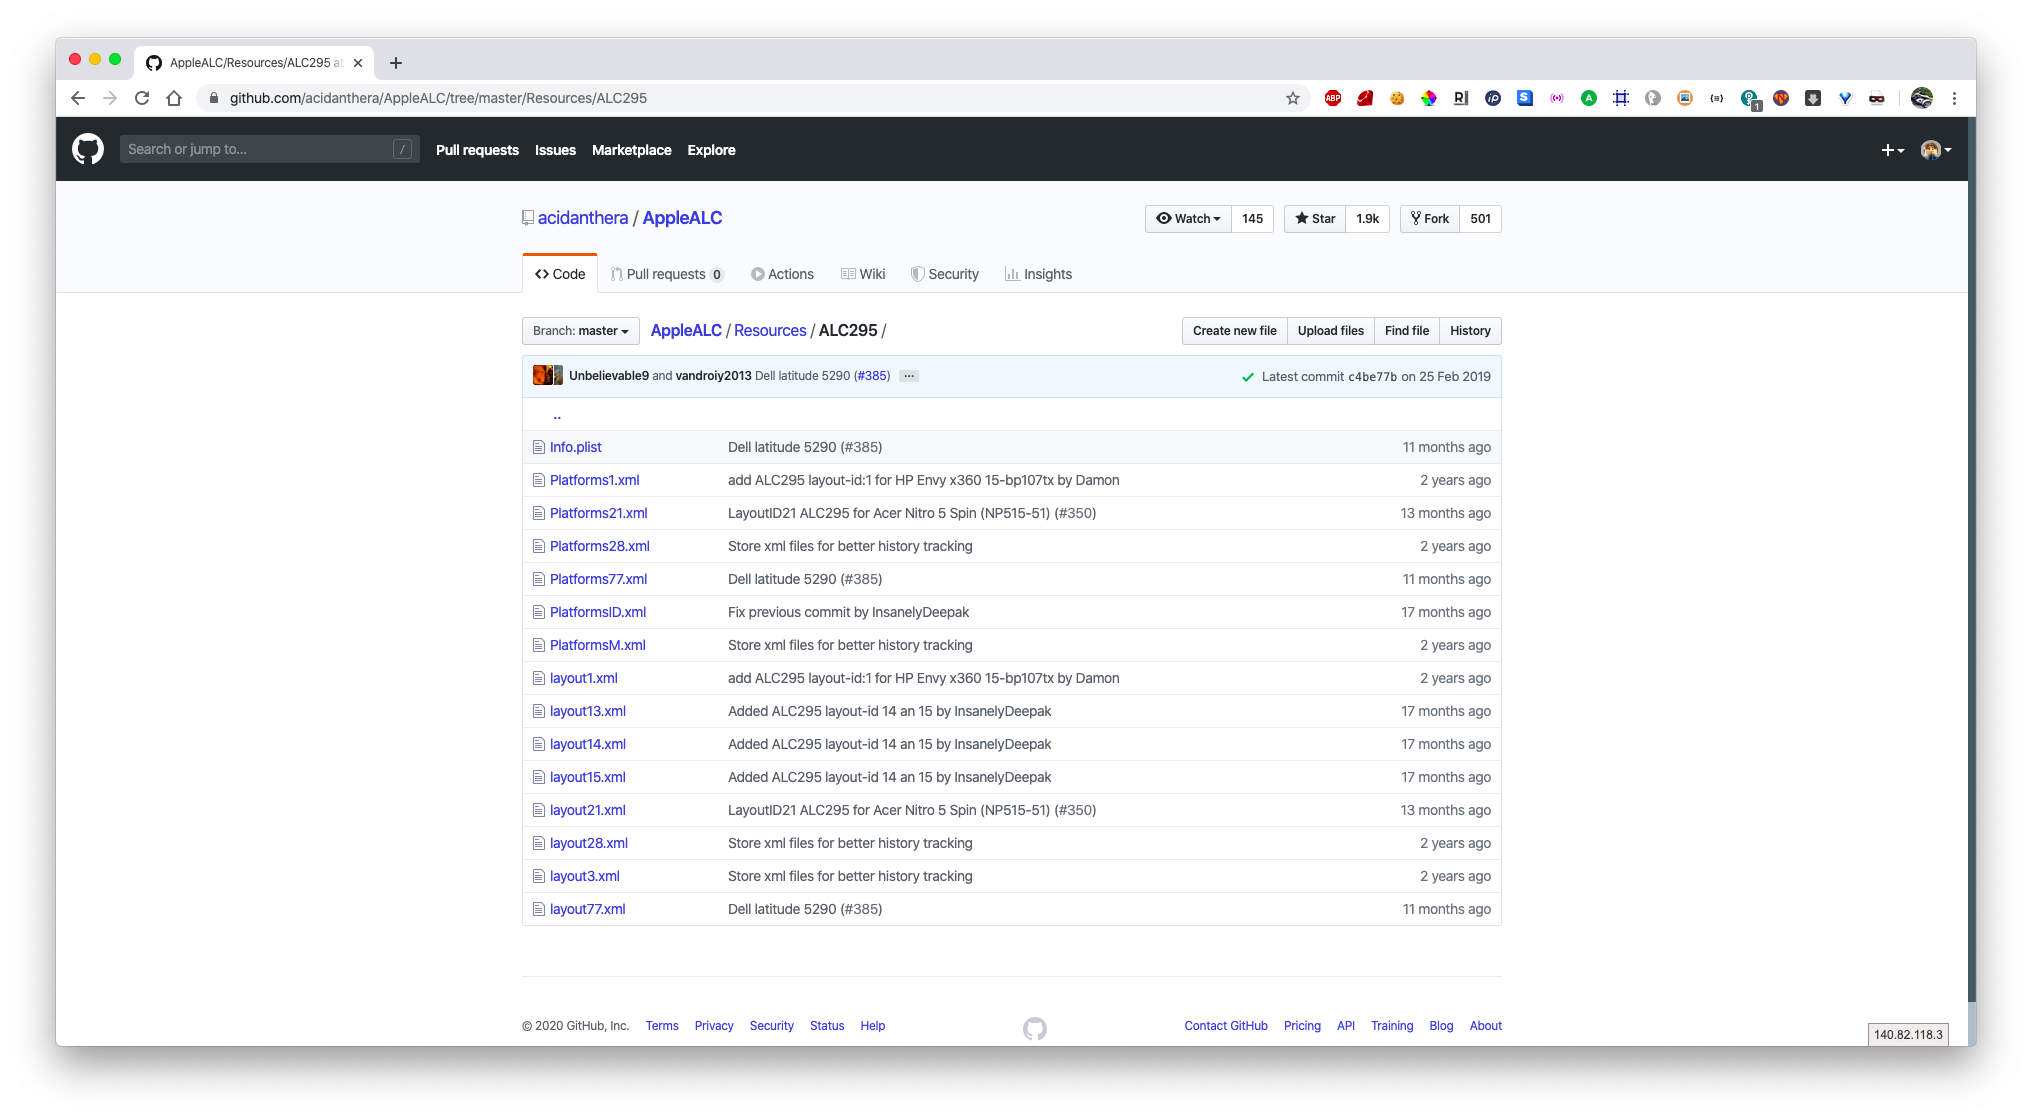 AppleALC/Resources/ALC295 at
github.com/acidanthera/AppleALC/tree/master/Resources/ALC295
Search or jump to... / Pull requests Issues Marketplace Explore
acidanthera / AppleALC Watch 145 Star 1.9k Fork 501
Code Pull requests 0 Actions Wiki Security Insights
Branch: master AppleALC / Resources / ALC295 / Create new file Upload files Find file History
Unbelievable9 and vandroiy2013 Dell latitude 5290 (#385) ... Latest commit c4be77b on 25 Feb 2019
..
Info.plist Dell latitude 5290 (#385) 11 months ago
Platforms1.xml add ALC295 layout-id:1 for HP Envy x360 15-bp107tx by Damon 2 years ago
Platforms21.xml LayoutID21 ALC295 for Acer Nitro 5 Spin (NP515-51) (#350) 13 months ago
Platforms28.xml Store xml files for better history tracking 2 years ago
Platforms77.xml Dell latitude 5290 (#385) 11 months ago
PlatformsID.xml Fix previous commit by InsanelyDeepak 17 months ago
PlatformsM.xml Store xml files for better history tracking 2 years ago
layout1.xml add ALC295 layout-id:1 for HP Envy x360 15-bp107tx by Damon 2 years ago
layout13.xml Added ALC295 layout-id 14 an 15 by InsanelyDeepak 17 months ago
layout14.xml Added ALC295 layout-id 14 an 15 by InsanelyDeepak 17 months ago
layout15.xml Added ALC295 layout-id 14 an 15 by InsanelyDeepak 17 months ago
layout21.xml LayoutID21 ALC295 for Acer Nitro 5 Spin (NP515-51) (#350) 13 months ago
layout28.xml Store xml files for better history tracking 2 years ago
layout3.xml Store xml files for better history tracking 2 years ago
layout77.xml Dell latitude 5290 (#385) 11 months ago
© 2020 GitHub, Inc. Terms Privacy Security Status Help Contact GitHub Pricing API Training Blog About
140.82.118.3